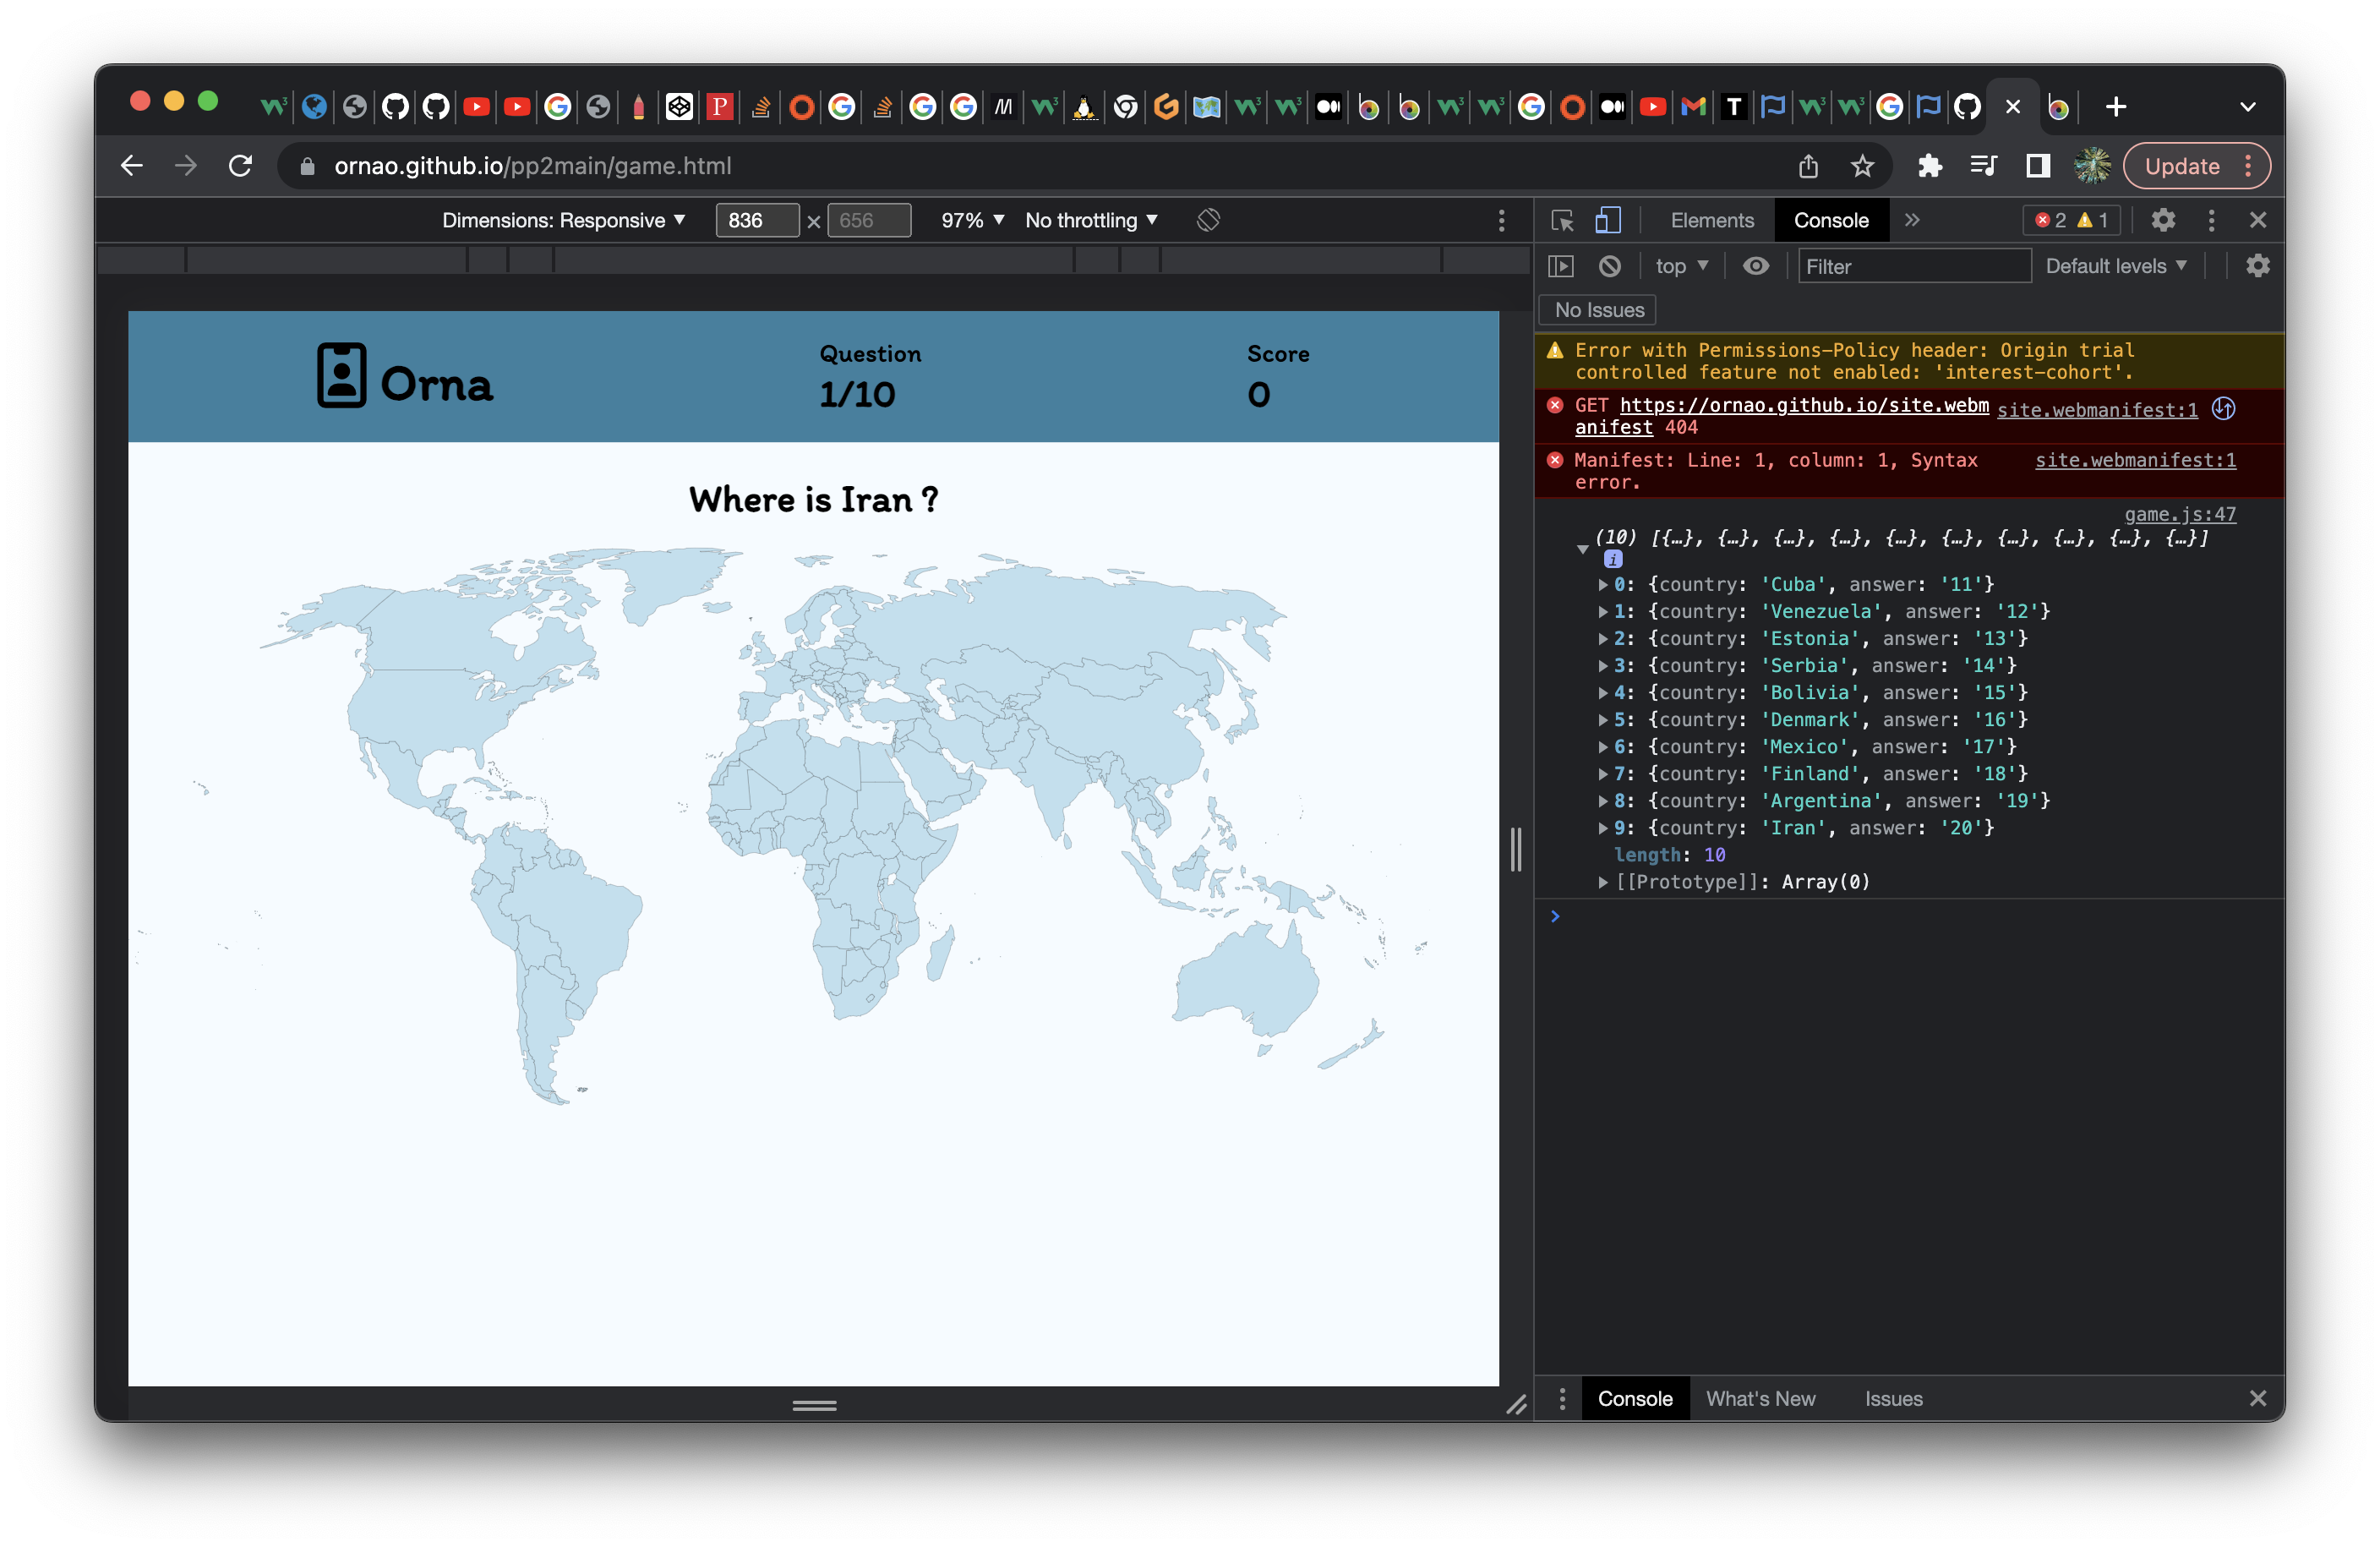 ornao.github.io/pp2main/game.html
Update
Dimensions: Responsive
836 × 656
97%
No throttling
Elements
Console
2
1
top
Filter
Default levels
No Issues
Orna
Question
1/10
Score
0
Where is Iran ?
Error with Permissions-Policy header: Origin trial
controlled feature not enabled: 'interest-cohort'.
GET https://ornao.github.io/site.webm site.webmanifest:1
anifest 404
Manifest: Line: 1, column: 1, Syntax site.webmanifest:1
error.
game.js:47
(10) [{…}, {…}, {…}, {…}, {…}, {…}, {…}, {…}, {…}, {…}]
i
0: {country: 'Cuba', answer: '11'}
1: {country: 'Venezuela', answer: '12'}
2: {country: 'Estonia', answer: '13'}
3: {country: 'Serbia', answer: '14'}
4: {country: 'Bolivia', answer: '15'}
5: {country: 'Denmark', answer: '16'}
6: {country: 'Mexico', answer: '17'}
7: {country: 'Finland', answer: '18'}
8: {country: 'Argentina', answer: '19'}
9: {country: 'Iran', answer: '20'}
length: 10
[[Prototype]]: Array(0)
Console
What's New
Issues